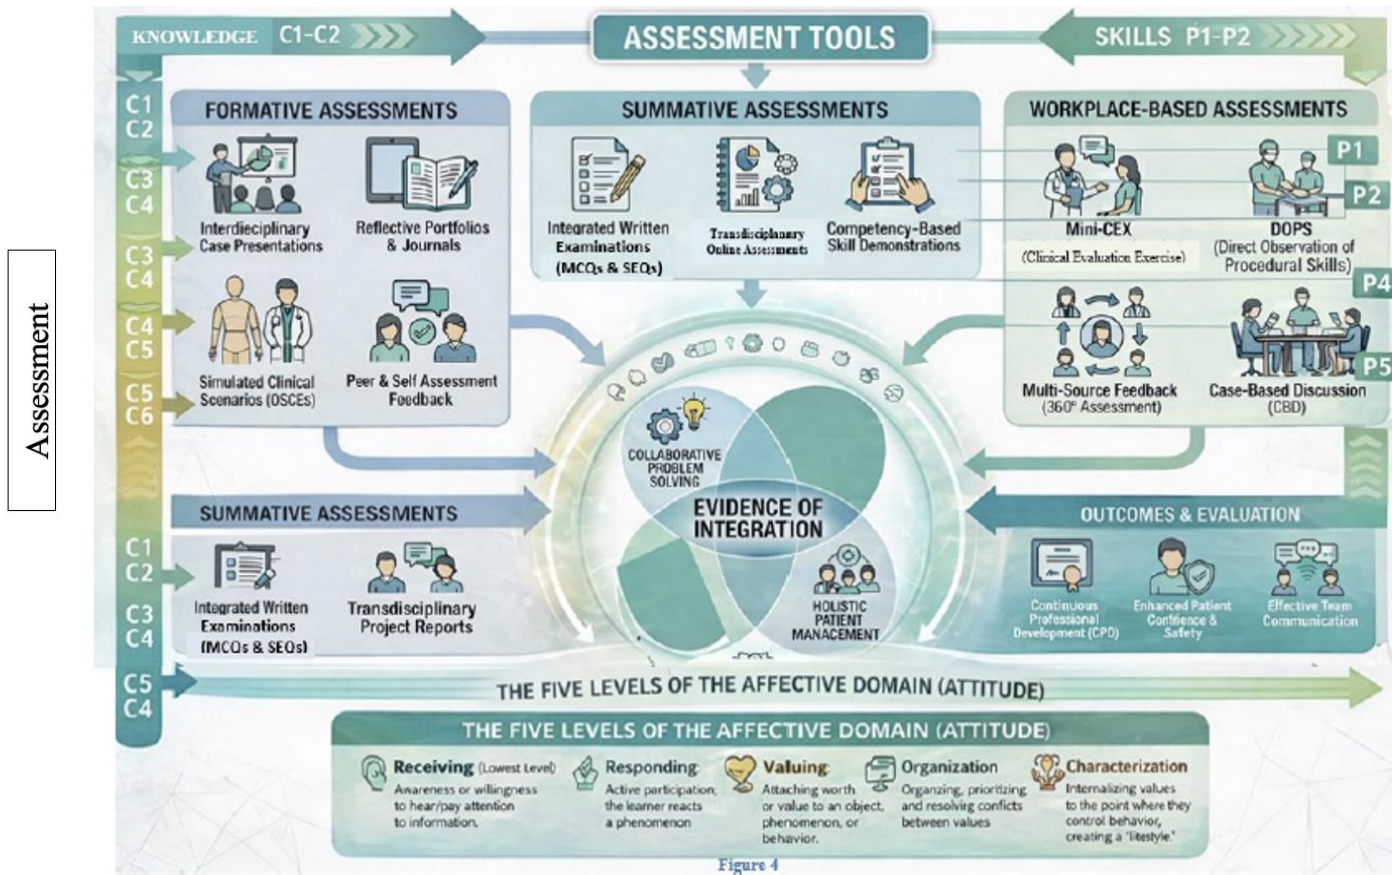 Assessment
KNOWLEDGE C1-C2
ASSESSMENT TOOLS
SKILLS P1-P2
C1
C2
C3
C4
C3
C4
C4
C5
C5
C6
C1
C2
C3
C4
C5
C4
FORMATIVE ASSESSMENTS
Interdieciplinary
Case Presentations
Reflective Portfolios
& Journals
Simulated Clinical
Scenarios (OSCEs)
Peer & Self Assessment
Feedback
SUMMATIVE ASSESSMENTS
Integrated Written
Examinations
(MCQs & SEQs)
Transdisciplinary
Online Assessments
Competency-Based
Skill Demonstrations
WORKPLACE-BASED ASSESSMENTS
Mini-CEX
(Clinical Evaluation Exercise)
DOPS
(Direct Observation of
Procedural Skills)
Multi-Source Feedback
(360° Assessment)
Case-Based Discussion
(CBD)
P1
P2
P4
P5
COLLABORATIVE
PROBLEM
SOLVING
EVIDENCE OF
INTEGRATION
HOLISTIC
PATIENT
MANAGEMENT
SUMMATIVE ASSESSMENTS
Integrated Written
Examinations
(MCQs & SEQs)
Transdisciplinary
Project Reports
OUTCOMES & EVALUATION
Continuous
Professional
Development (CPD)
Enhanced Patient
& Safety
Effective Team
Communication
THE FIVE LEVELS OF THE AFFECTIVE DOMAIN (ATTITUDE)
THE FIVE LEVELS OF THE AFFECTIVE DOMAIN (ATTITUDE)
Receiving (Lowest Level)
Awareness or willingness
to hear/pay attention
to information.
Responding
Active participation,
the learner reacts
a phenomenon
Valuing
Attaching worth
or value to an object,
phenomenon, or
behavior.
Organization
Organizing, prioritizing
and resolving conflcts
between values
Characterization
Internalizing values
to the point where they
control behavior,
creating a "litestyle."
Figure 4